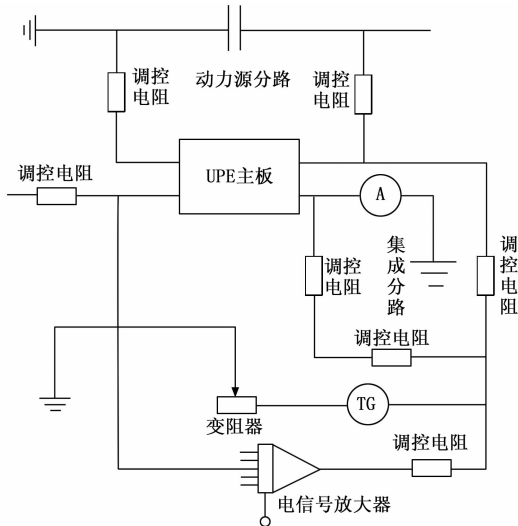 调控
电阻
动力源分路
调控
电阻
调控电阻
UPE主板
A
调控
电阻
集
成
分
路
调
控
电
阻
调控电阻
TG
变阻器
调控电阻
电信号放大器